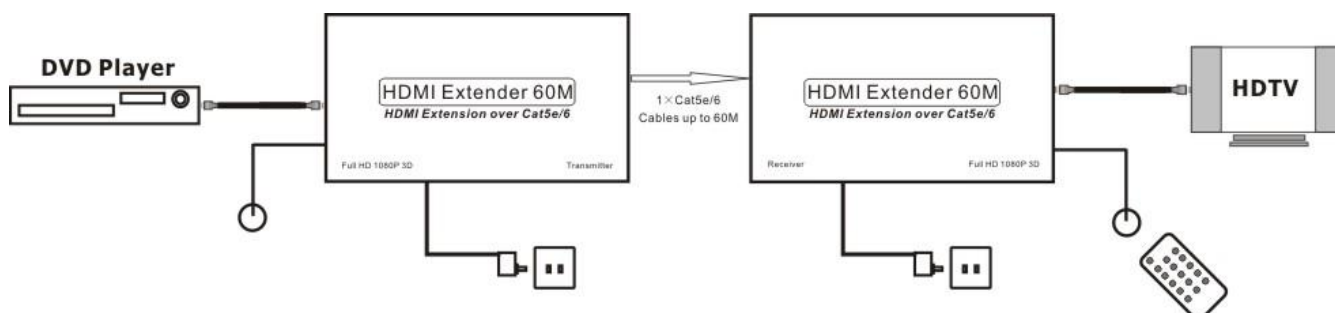 DVD Player
HDMI Extender 60M
HDMI Extension over Cat5e/6
Full HD 1080P 3D
Transmitter
1×Cat5e/6
Cables up to 60M
HDMI Extender 60M
HDMI Extension over Cat5e/6
Receiver
Full HD 1080P 3D
HDTV